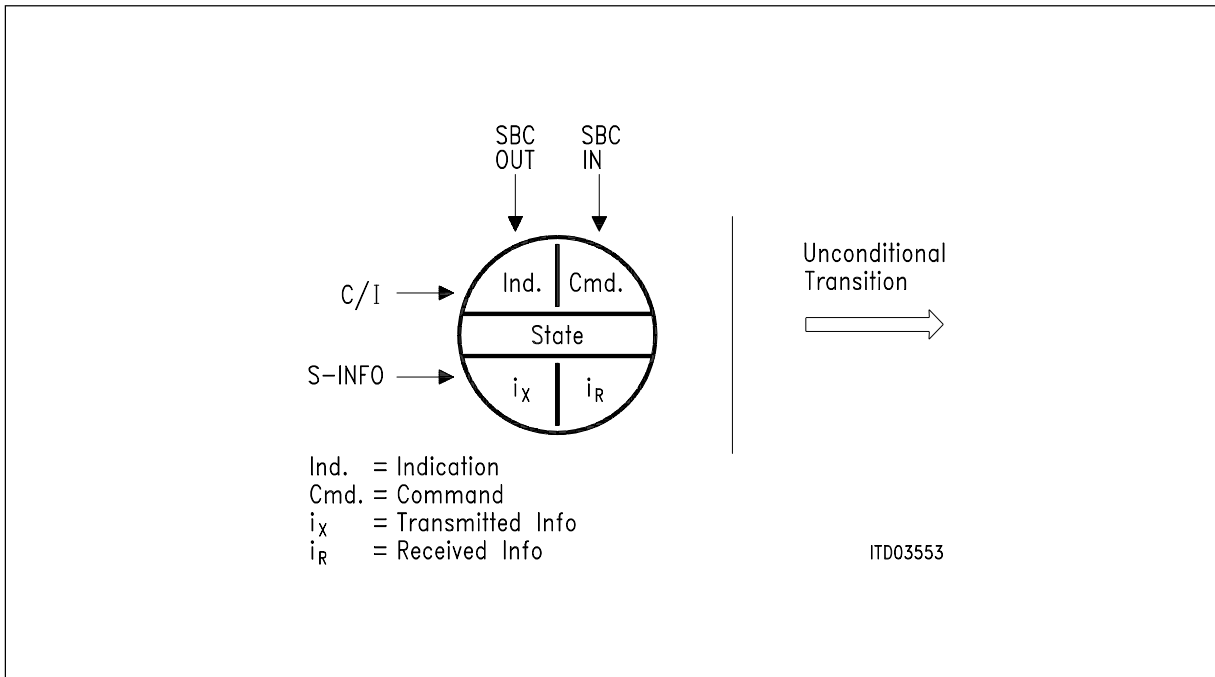 SBC OUT
SBC IN
C/I
Ind.
Cmd.
State
S-INFO
iX
iR
Unconditional
Transition
Ind. = Indication
Cmd. = Command
iX = Transmitted Info
iR = Received Info
ITD03553